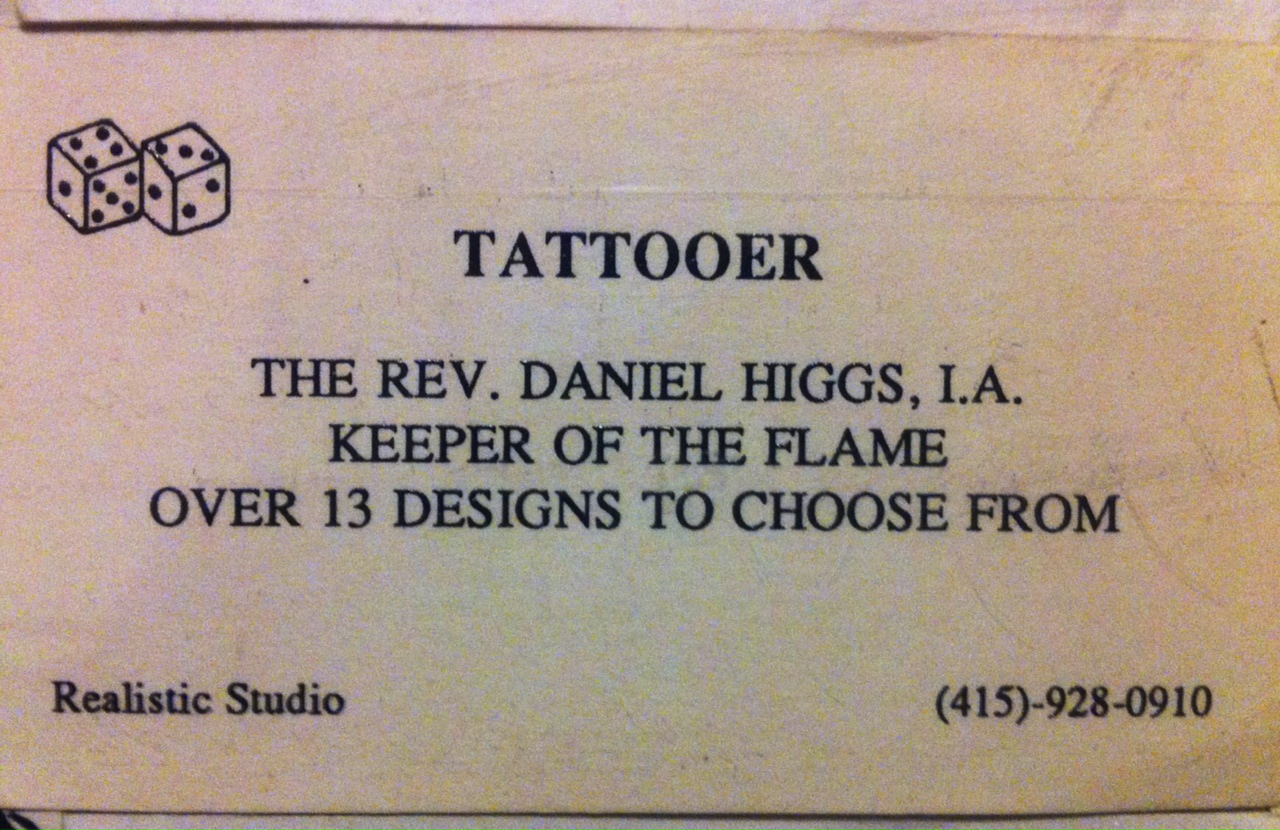 TATTOOER
THE REV. DANIEL HIGGS, I.A.
KEEPER OF THE FLAME
OVER 13 DESIGNS TO CHOOSE FROM
Realistic Studio
(415)-928-0910